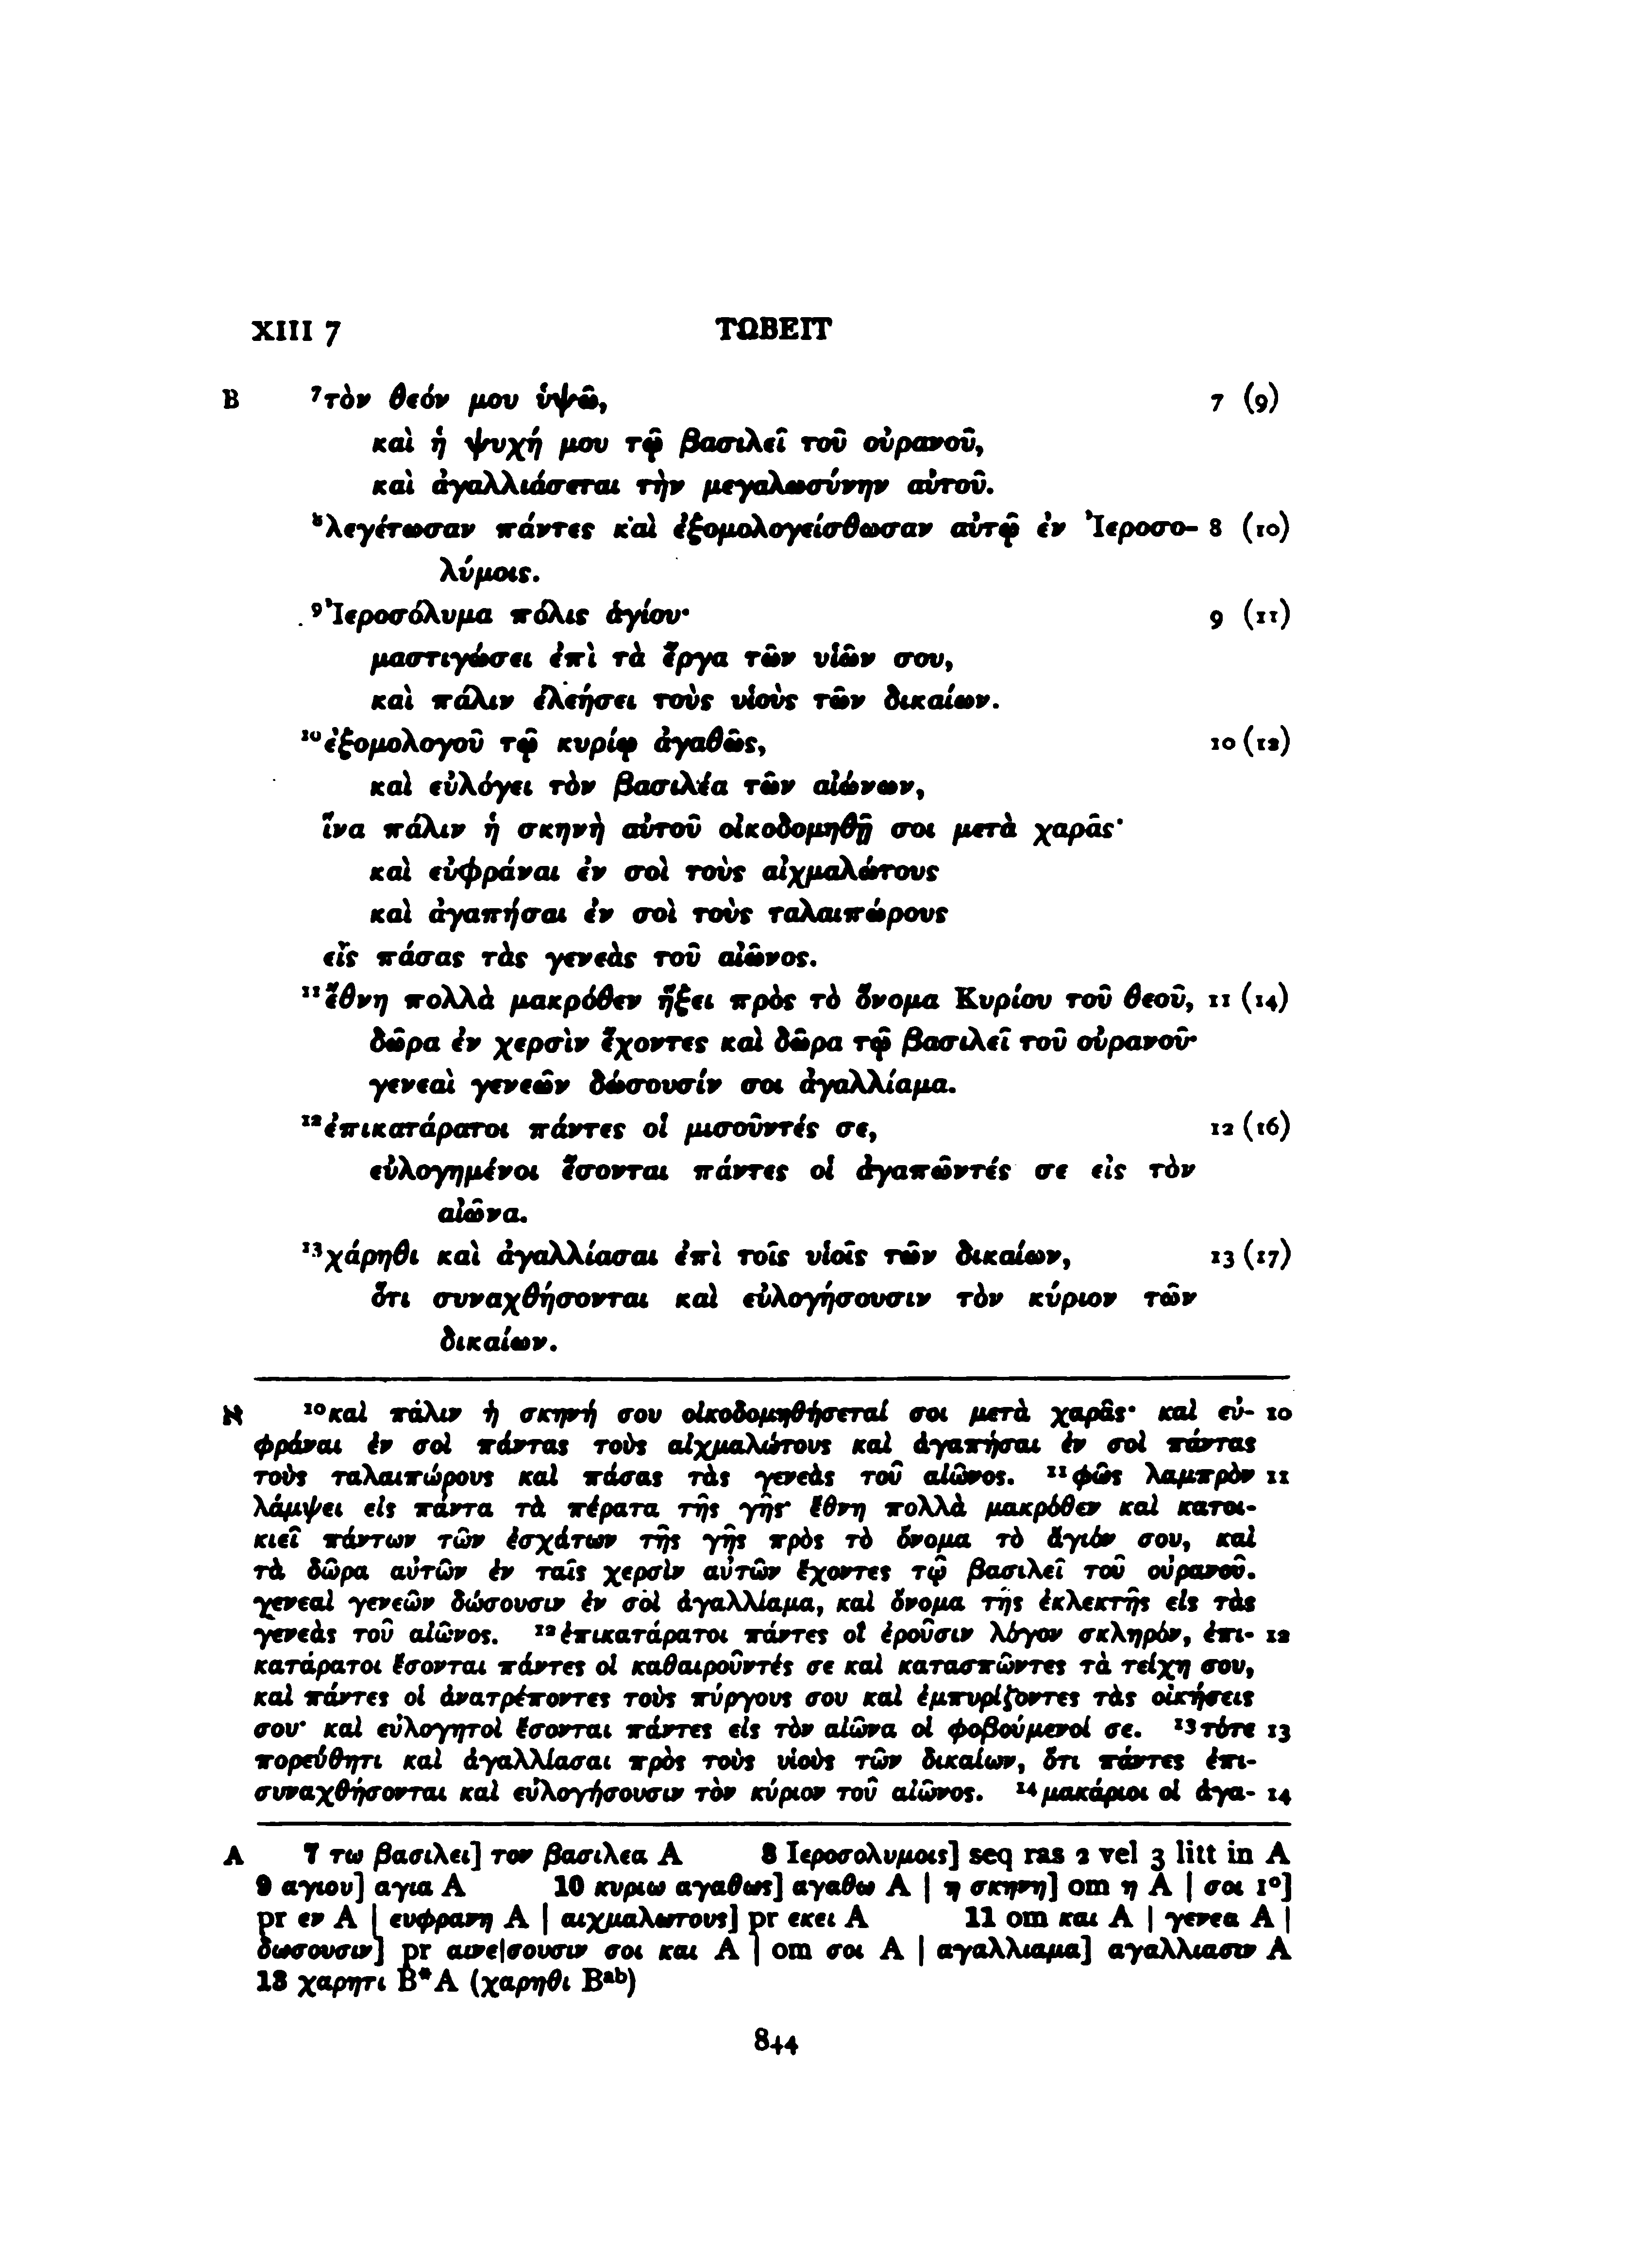 XIII 7 ΤΩΒΕΙΤ
B ⁷τὸν θεόν μου ὑψῶ, 7 (9)
καὶ ἡ ψυχή μου τῷ βασιλεῖ τοῦ οὐρανοῦ,
καὶ ἀγαλλιάσεται τὴν μεγαλωσύνην αὐτοῦ.
⁸λεγέτωσαν πάντες καὶ ἐξομολογείσθωσαν αὐτῷ ἐν Ἰεροσο- 8 (10)
λύμοις.
⁹Ἰεροσόλυμα πόλις ἁγίου· 9 (11)
μαστιγώσει ἐπὶ τὰ ἔργα τῶν υἱῶν σου,
καὶ πάλιν ἐλεήσει τοὺς υἱοὺς τῶν δικαίων.
¹⁰ἐξομολογοῦ τῷ κυρίῳ ἀγαθῶς, 10 (12)
καὶ εὐλόγει τὸν βασιλέα τῶν αἰώνων,
ἵνα πάλιν ἡ σκηνὴ αὐτοῦ οἰκοδομηθῇ σοι μετὰ χαρᾶς·
καὶ εὐφράναι ἐν σοὶ τοὺς αἰχμαλώτους
καὶ ἀγαπήσαι ἐν σοὶ τοὺς ταλαιπώρους
εἰς πάσας τὰς γενεὰς τοῦ αἰῶνος.
¹¹ἔθνη πολλὰ μακρόθεν ἥξει πρὸς τὸ ὄνομα Κυρίου τοῦ θεοῦ, 11 (14)
δῶρα ἐν χερσὶν ἔχοντες καὶ δῶρα τῷ βασιλεῖ τοῦ οὐρανοῦ·
γενεαὶ γενεῶν δώσουσίν σοι ἀγαλλίαμα.
¹²ἐπικατάρατοι πάντες οἱ μισοῦντές σε, 12 (16)
εὐλογημένοι ἔσονται πάντες οἱ ἀγαπῶντές σε εἰς τὸν
αἰῶνα.
¹³χάρηθι καὶ ἀγαλλίασαι ἐπὶ τοῖς υἱοῖς τῶν δικαίων, 13 (17)
ὅτι συναχθήσονται καὶ εὐλογήσουσιν τὸν κύριον τῶν
δικαίων.
א ¹⁰καὶ πάλιν ἡ σκηνή σου οἰκοδομηθήσεταί σοι μετὰ χαρᾶς· καὶ εὐ- 10
φράναι ἐν σοὶ πάντας τοὺς αἰχμαλώτους καὶ ἀγαπήσαι ἐν σοὶ πάντας
τοὺς ταλαιπώρους καὶ πάσας τὰς γενεὰς τοῦ αἰῶνος. ¹¹φῶς λαμπρὸν 11
λάμψει εἰς πάντα τὰ πέρατα τῆς γῆς· ἔθνη πολλὰ μακρόθεν καὶ κατοι-
κιεῖ πάντων τῶν ἐσχάτων τῆς γῆς πρὸς τὸ ὄνομα τὸ ἅγιόν σου, καὶ
τὰ δῶρα αὐτῶν ἐν ταῖς χερσὶν αὐτῶν ἔχοντες τῷ βασιλεῖ τοῦ οὐρανοῦ.
γενεαὶ γενεῶν δώσουσιν ἐν σοὶ ἀγαλλίαμα, καὶ ὄνομα τῆς ἐκλεκτῆς εἰς τὰς
γενεὰς τοῦ αἰῶνος. ¹²ἐπικατάρατοι πάντες οἳ ἐροῦσιν λόγον σκληρόν, ἐπι- 12
κατάρατοι ἔσονται πάντες οἱ καθαιροῦντές σε καὶ κατασπῶντες τὰ τείχη σου,
καὶ πάντες οἱ ἀνατρέποντες τοὺς πύργους σου καὶ ἐμπυρίζοντες τὰς οἰκήσεις
σου· καὶ εὐλογητοὶ ἔσονται πάντες εἰς τὸν αἰῶνα οἱ φοβούμενοί σε. ¹³τότε 13
πορεύθητι καὶ ἀγαλλίασαι πρὸς τοὺς υἱοὺς τῶν δικαίων, ὅτι πάντες ἐπι-
συναχθήσονται καὶ εὐλογήσουσιν τὸν κύριον τοῦ αἰῶνος. ¹⁴μακάριοι οἱ ἀγα- 14
A 7 τω βασιλει] τον βασιλεα A 8 Ιεροσολυμοις] seq ras 2 vel 3 litt in A
9 αγιου] αγια A 10 κυριω αγαθως] αγαθω A | η σκηνη] om η A | σοι 1°]
pr εν A | ευφρανη A | αιχμαλωτους] pr εκει A 11 om και A | γενεα A |
δωσουσιν] pr αινε|σουσιν σοι και A | om σοι A | αγαλλιαμα] αγαλλιασιν A
13 χαρητι B*A (χαρηθι Bᵃᵇ)
844